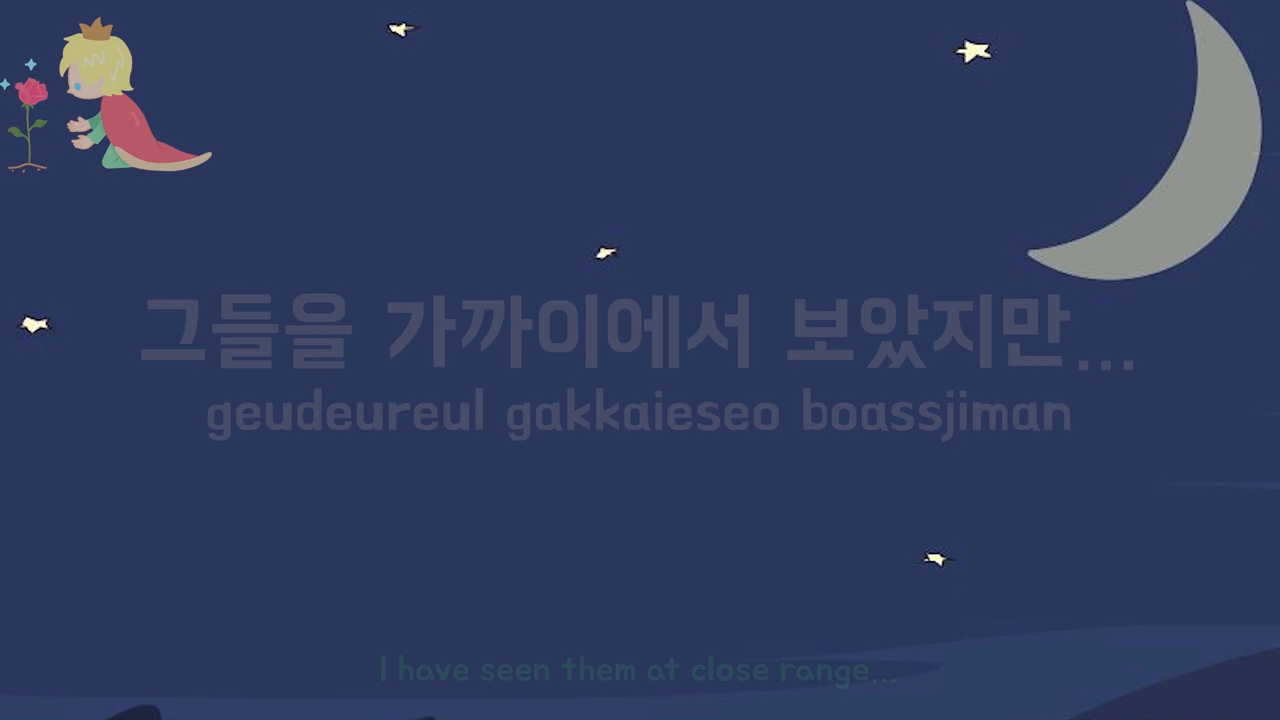 그들을 가까이에서 보았지만...
geudeureul gakkaieseo boassjiman
I have seen them at close range...